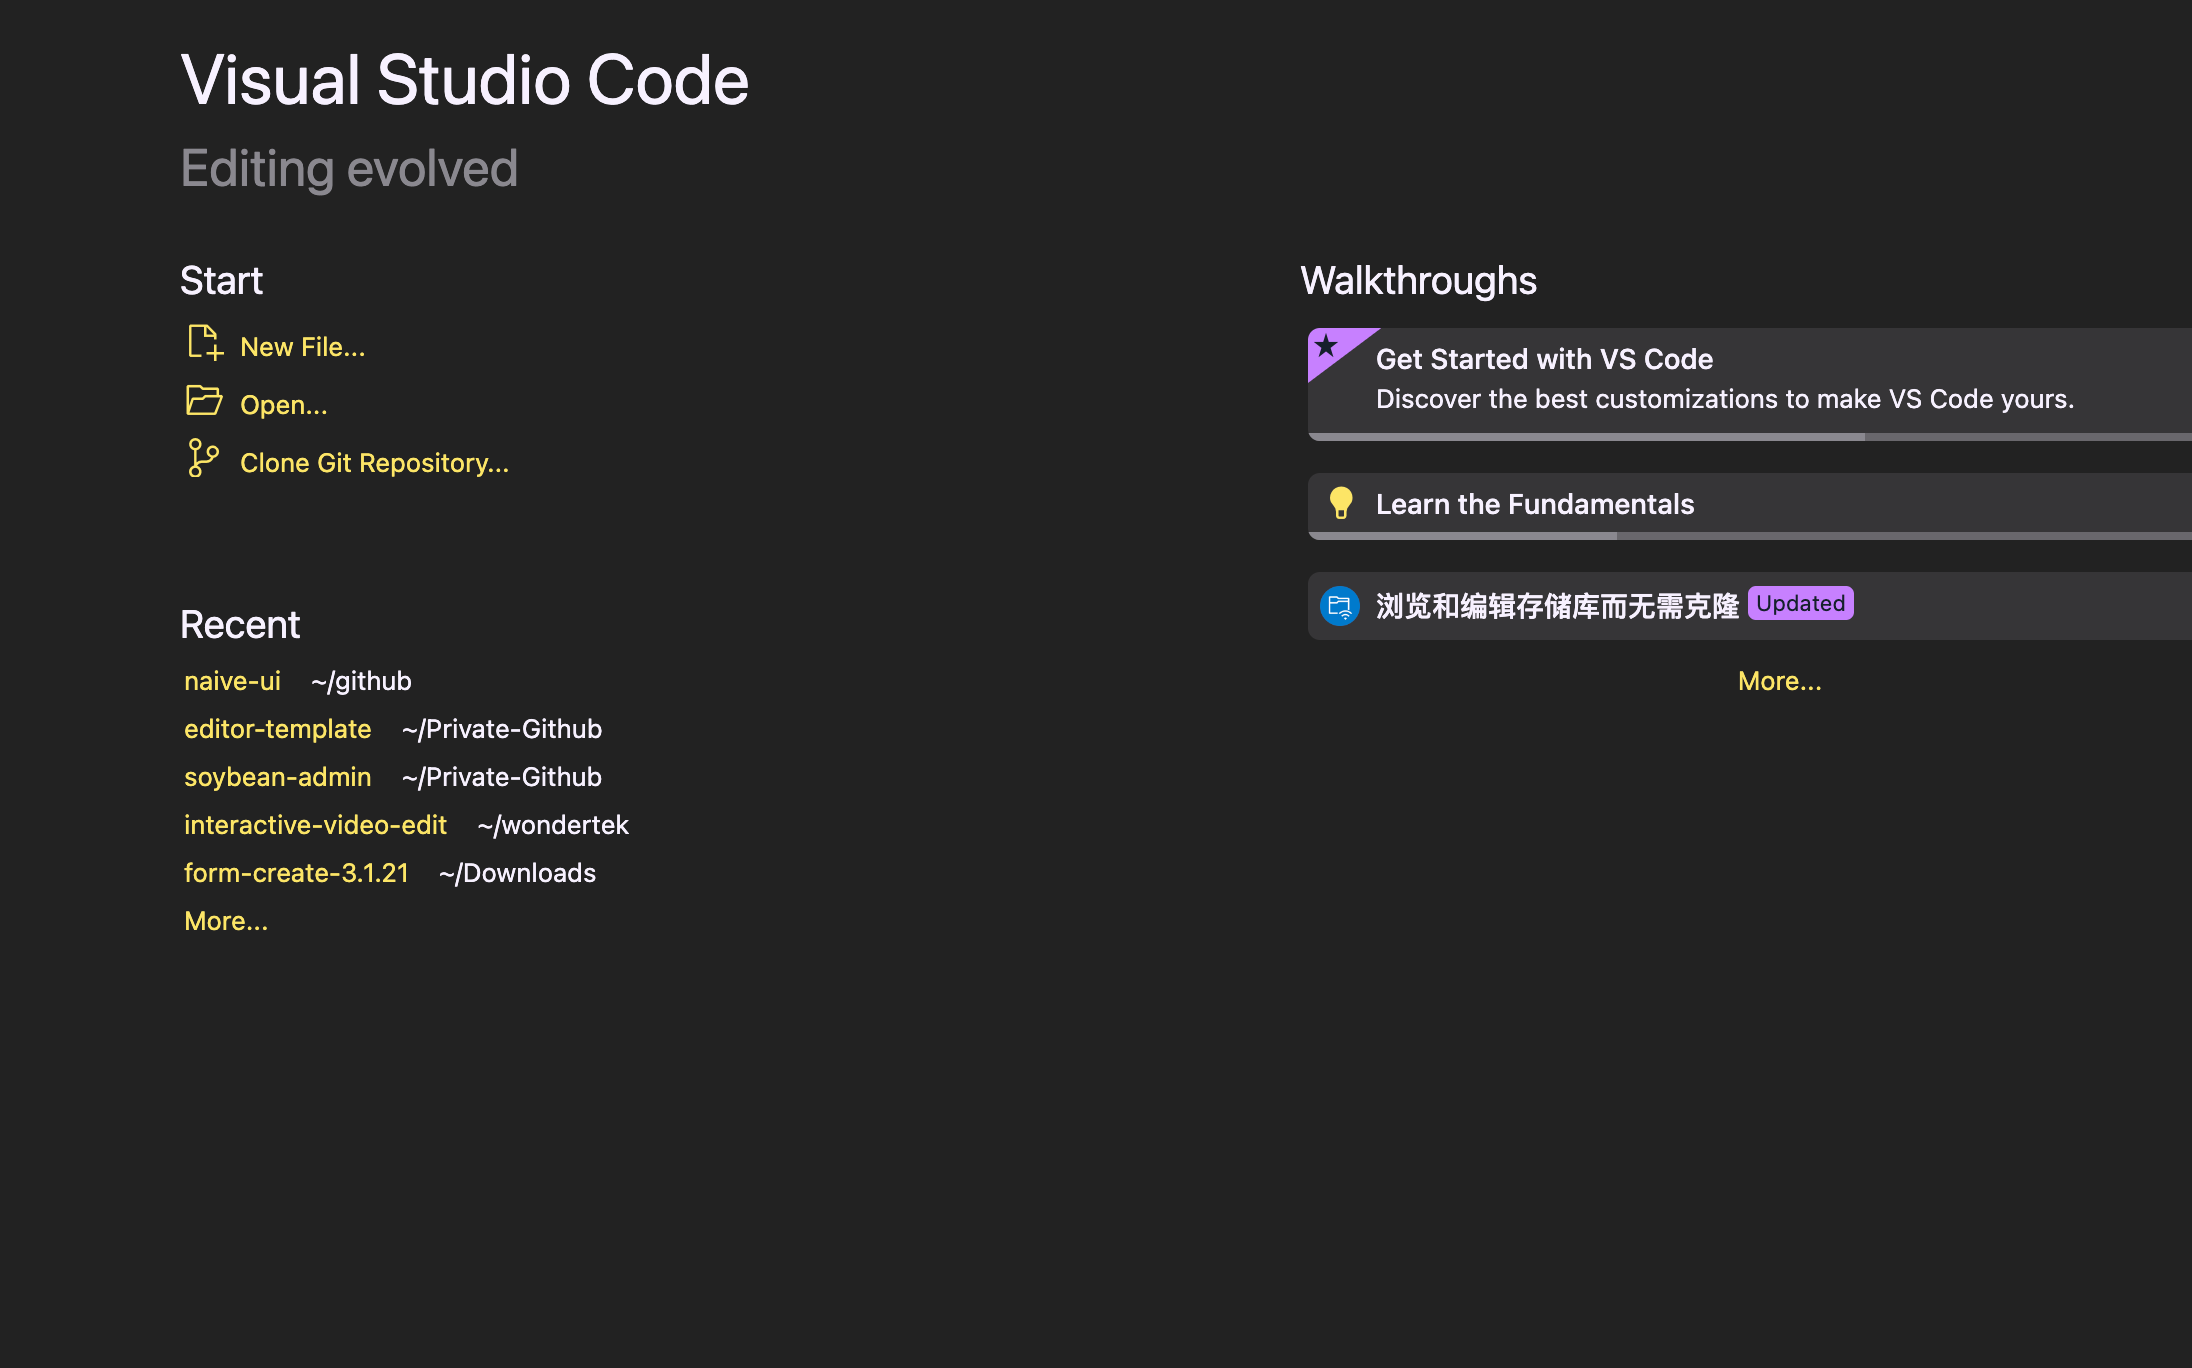 Visual Studio Code
Editing evolved
Start
New File...
Open...
Clone Git Repository...
Recent
naive-ui ~/github
editor-template ~/Private-Github
soybean-admin ~/Private-Github
interactive-video-edit ~/wondertek
form-create-3.1.21 ~/Downloads
More...
Walkthroughs
Get Started with VS Code
Discover the best customizations to make VS Code yours.
Learn the Fundamentals
浏览和编辑存储库而无需克隆 Updated
More...